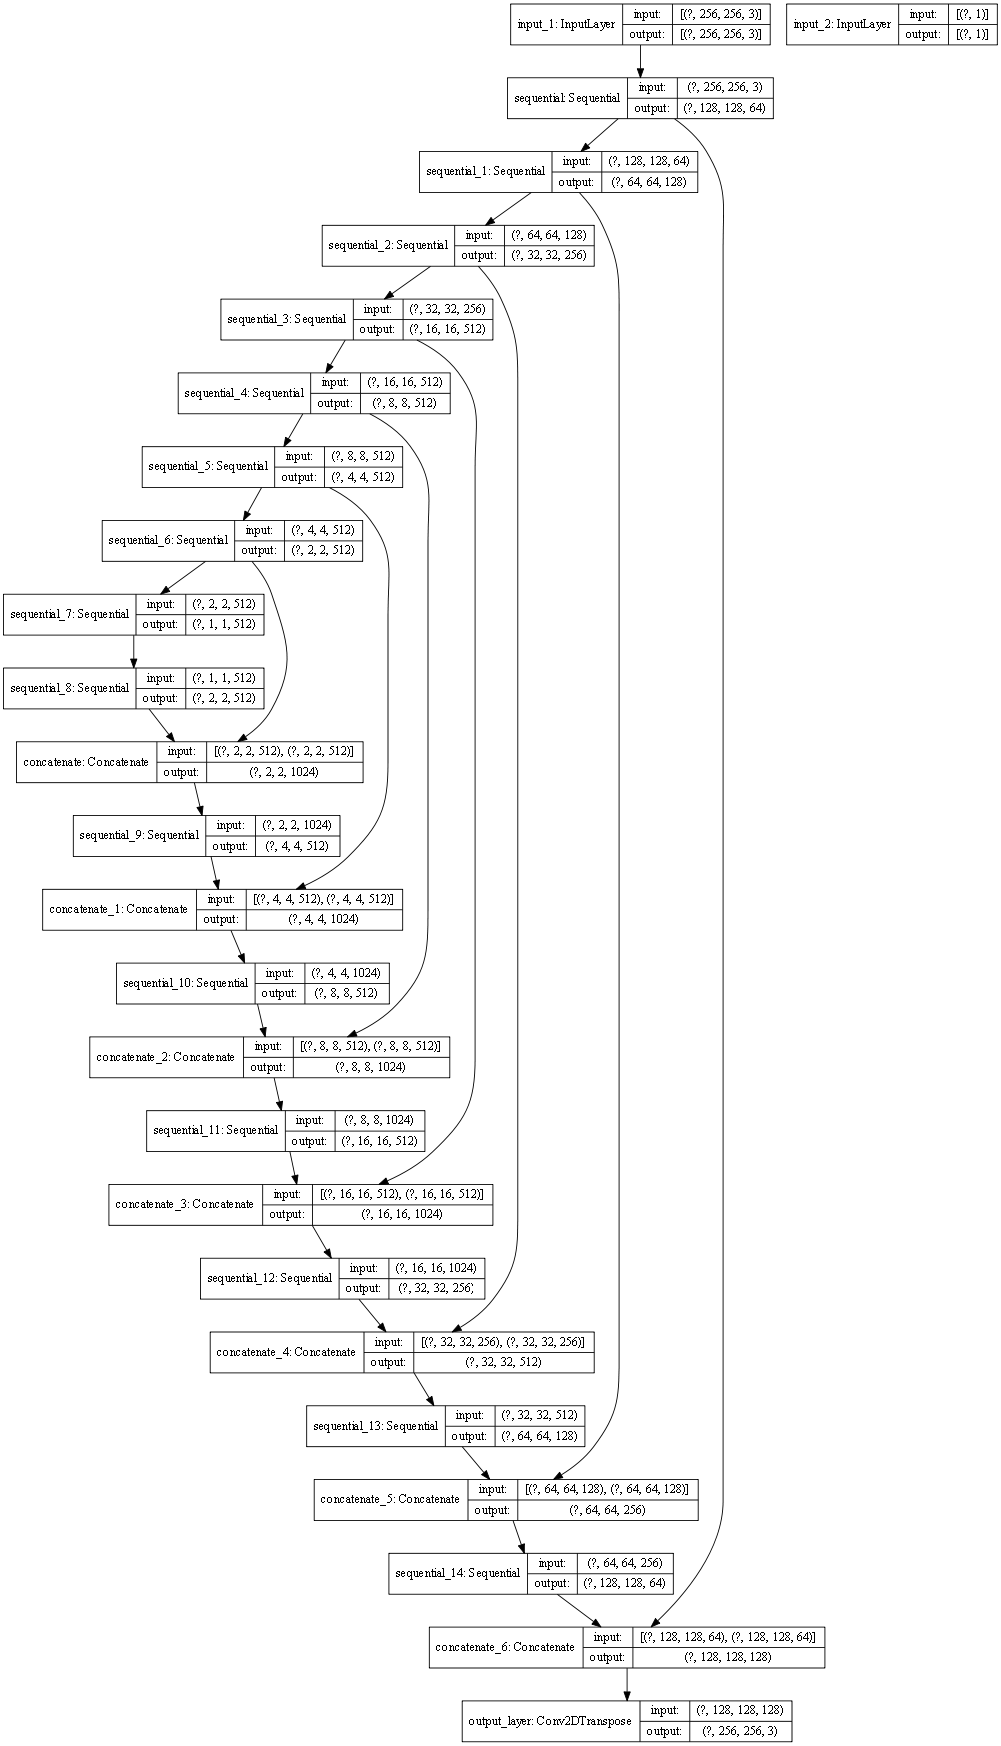 input_1: InputLayer input: [(?, 256, 256, 3)]
output: [(?, 256, 256, 3)]
input_2: InputLayer input: [(?, 1)]
output: [(?, 1)]
sequential: Sequential input: (?, 256, 256, 3)
output: (?, 128, 128, 64)
sequential_1: Sequential input: (?, 128, 128, 64)
output: (?, 64, 64, 128)
sequential_2: Sequential input: (?, 64, 64, 128)
output: (?, 32, 32, 256)
sequential_3: Sequential input: (?, 32, 32, 256)
output: (?, 16, 16, 512)
sequential_4: Sequential input: (?, 16, 16, 512)
output: (?, 8, 8, 512)
sequential_5: Sequential input: (?, 8, 8, 512)
output: (?, 4, 4, 512)
sequential_6: Sequential input: (?, 4, 4, 512)
output: (?, 2, 2, 512)
sequential_7: Sequential input: (?, 2, 2, 512)
output: (?, 1, 1, 512)
sequential_8: Sequential input: (?, 1, 1, 512)
output: (?, 2, 2, 512)
concatenate: Concatenate input: [(?, 2, 2, 512), (?, 2, 2, 512)]
output: (?, 2, 2, 1024)
sequential_9: Sequential input: (?, 2, 2, 1024)
output: (?, 4, 4, 512)
concatenate_1: Concatenate input: [(?, 4, 4, 512), (?, 4, 4, 512)]
output: (?, 4, 4, 1024)
sequential_10: Sequential input: (?, 4, 4, 1024)
output: (?, 8, 8, 512)
concatenate_2: Concatenate input: [(?, 8, 8, 512), (?, 8, 8, 512)]
output: (?, 8, 8, 1024)
sequential_11: Sequential input: (?, 8, 8, 1024)
output: (?, 16, 16, 512)
concatenate_3: Concatenate input: [(?, 16, 16, 512), (?, 16, 16, 512)]
output: (?, 16, 16, 1024)
sequential_12: Sequential input: (?, 16, 16, 1024)
output: (?, 32, 32, 256)
concatenate_4: Concatenate input: [(?, 32, 32, 256), (?, 32, 32, 256)]
output: (?, 32, 32, 512)
sequential_13: Sequential input: (?, 32, 32, 512)
output: (?, 64, 64, 128)
concatenate_5: Concatenate input: [(?, 64, 64, 128), (?, 64, 64, 128)]
output: (?, 64, 64, 256)
sequential_14: Sequential input: (?, 64, 64, 256)
output: (?, 128, 128, 64)
concatenate_6: Concatenate input: [(?, 128, 128, 64), (?, 128, 128, 64)]
output: (?, 128, 128, 128)
output_layer: Conv2DTranspose input: (?, 128, 128, 128)
output: (?, 256, 256, 3)